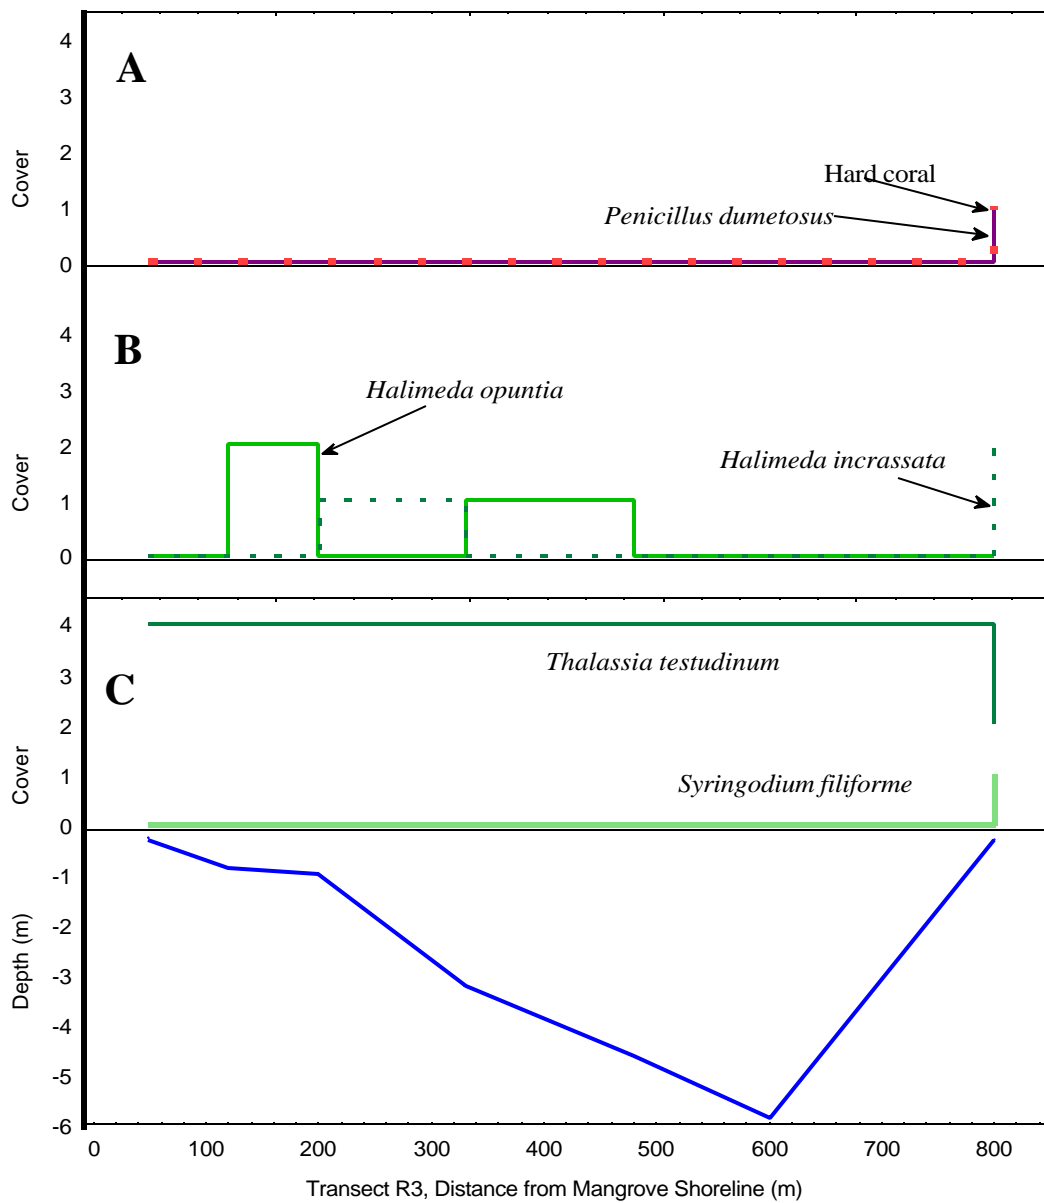 4
A
3
Cover
2
Hard coral
1
Penicillus dumetosus
0
4
B
3
Halimeda opuntia
Cover
2
Halimeda incrassata
1
0
4
Thalassia testudinum
3
C
2
Cover
1
Syringodium filiforme
0
-1
Depth (m)
-2
-3
-4
-5
-6
0 100 200 300 400 500 600 700 800
Transect R3, Distance from Mangrove Shoreline (m)